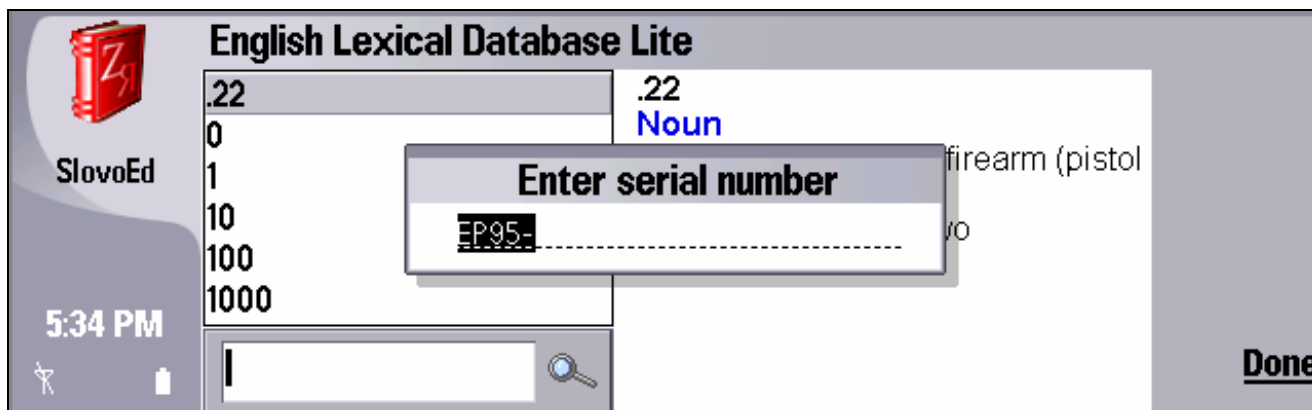 English Lexical Database Lite
SlovoEd
5:34 PM
.22
0
1
10
100
1000
.22
Noun
firearm (pistol
Enter serial number
EP95-
Done